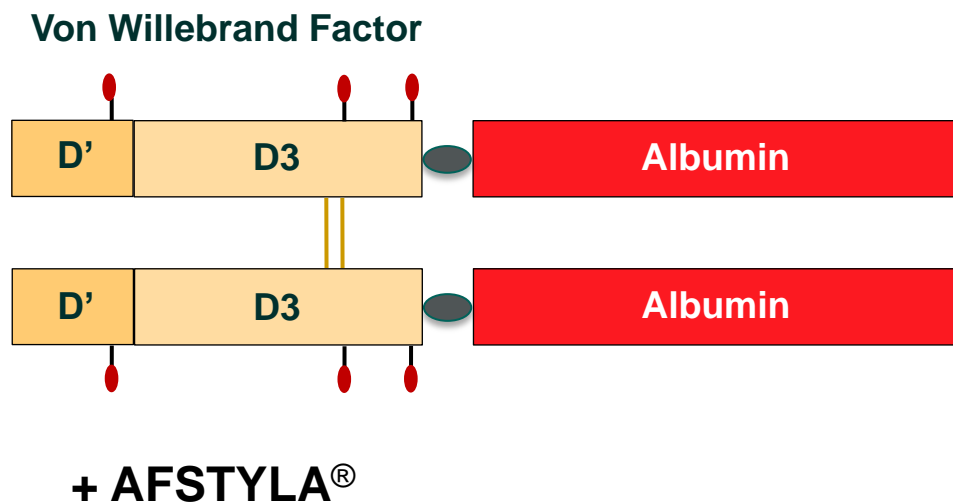 Von Willebrand Factor
D’ D3 Albumin
D’ D3 Albumin
+ AFSTYLA®